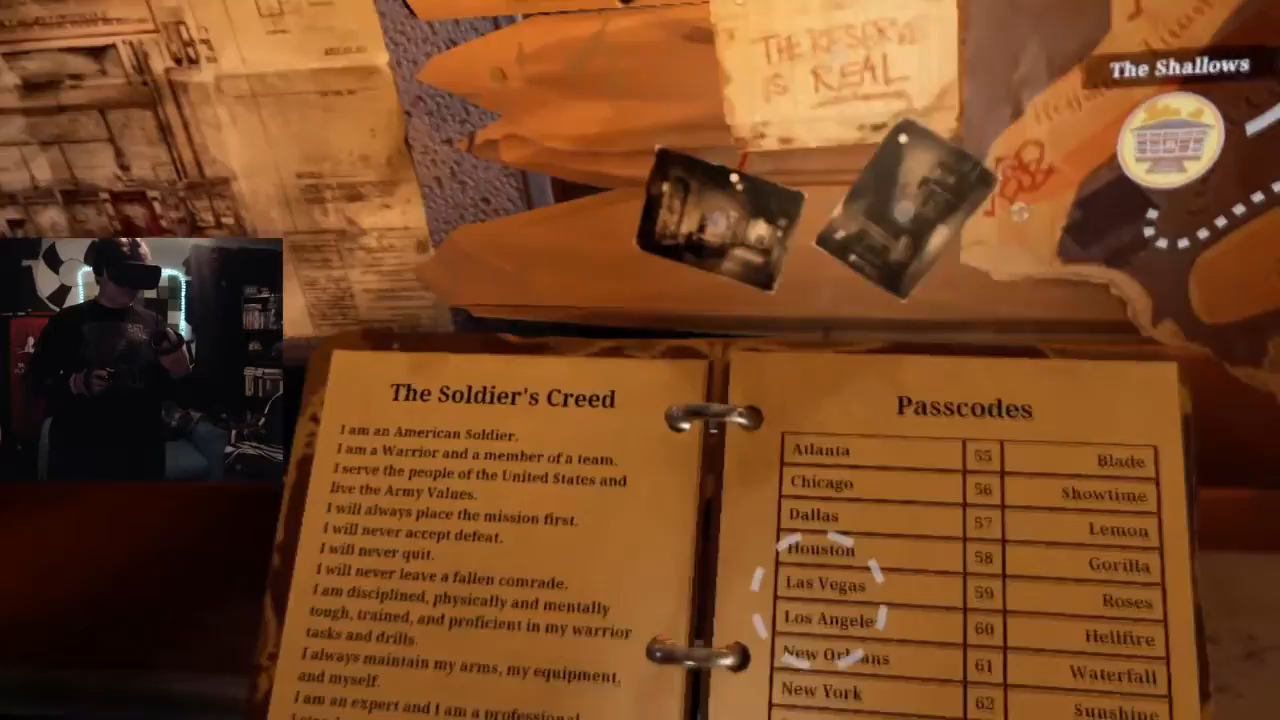 THE RESERVE
IS REAL
The Shallows
The Soldier's Creed
I am an American Soldier.
I am a Warrior and a member of a team.
I serve the people of the United States and
live the Army Values.
I will always place the mission first.
I will never accept defeat.
I will never quit.
I will never leave a fallen comrade.
I am disciplined, physically and mentally
tough, trained, and proficient in my warrior
tasks and drills.
I always maintain my arms, my equipment,
and myself.
I am an expert and I am a professional.
Passcodes
Atlanta 55 Blade
Chicago 56 Showtime
Dallas 57 Lemon
Houston 58 Gorilla
Las Vegas 59 Roses
Los Angeles 60 Hellfire
New Orleans 61 Waterfall
New York 62 Sunshine